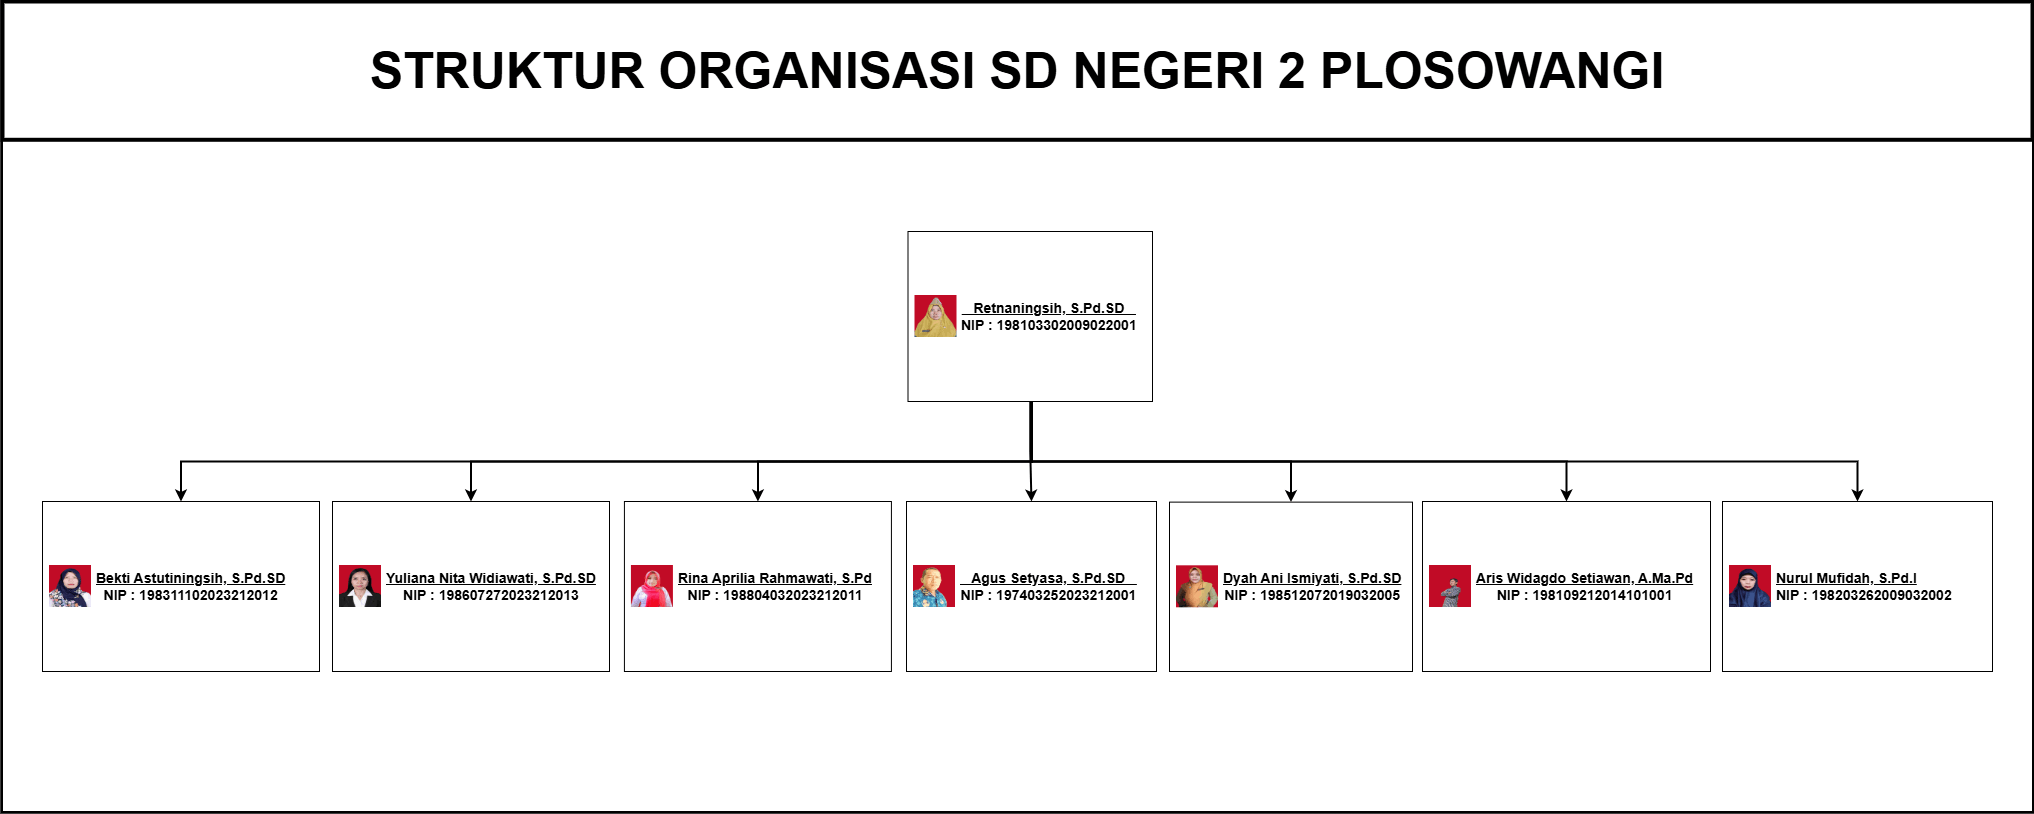 STRUKTUR ORGANISASI SD NEGERI 2 PLOSOWANGI
Retnaningsih, S.Pd.SD
NIP : 198103302009022001
Bekti Astutiningsih, S.Pd.SD
NIP : 198311102023212012
Yuliana Nita Widiawati, S.Pd.SD
NIP : 198607272023212013
Rina Aprilia Rahmawati, S.Pd
NIP : 198804032023212011
Agus Setyasa, S.Pd.SD
NIP : 197403252023212001
Dyah Ani Ismiyati, S.Pd.SD
NIP : 198512072019032005
Aris Widagdo Setiawan, A.Ma.Pd
NIP : 198109212014101001
Nurul Mufidah, S.Pd.I
NIP : 198203262009032002